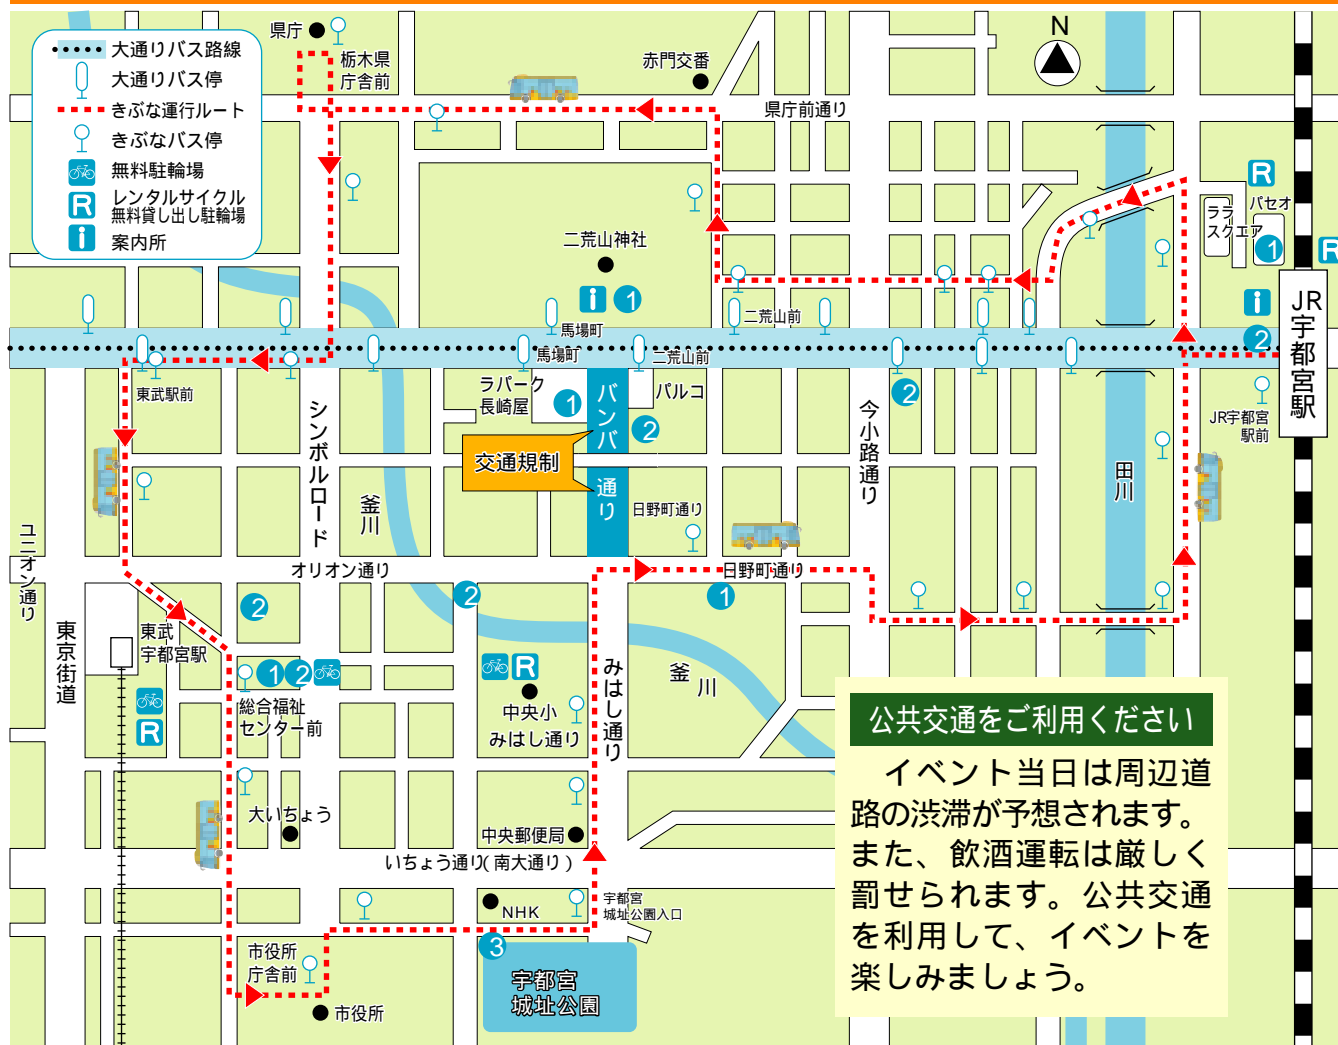 大通りバス路線
大通りバス停
きぶな運行ルート
きぶなバス停
無料駐輪場
R
レンタルサイクル
無料貸し出し駐輪場
i
案内所
県庁
栃木県
庁舎前
赤門交番
N
県庁前通り
R
パセオ
ララ
スクエア
1
R
二荒山神社
i
1
i
2
JR宇都宮駅
馬場町
二荒山前
馬場町
二荒山前
東武駅前
ラパーク
長崎屋
1
バンバ通り
パルコ
2
2
JR宇都宮
駅前
シンボルロード
今小路通り
交通規制
田川
釜川
日野町通り
ユニオン通り
オリオン通り
日野町通り
2
2
1
東京街道
東武
宇都宮駅
1
2
R
総合福祉
センター前
R
中央小
みはし通り
みはし通り
釜川
大いちょう
中央郵便局
いちょう通り(南大通り)
NHK
宇都宮
城址公園入口
3
市役所
庁舎前
宇都宮
城址公園
市役所
公共交通をご利用ください
イベント当日は周辺道
路の渋滞が予想されます。
また、飲酒運転は厳しく
罰せられます。公共交通
を利用して、イベントを
楽しみましょう。